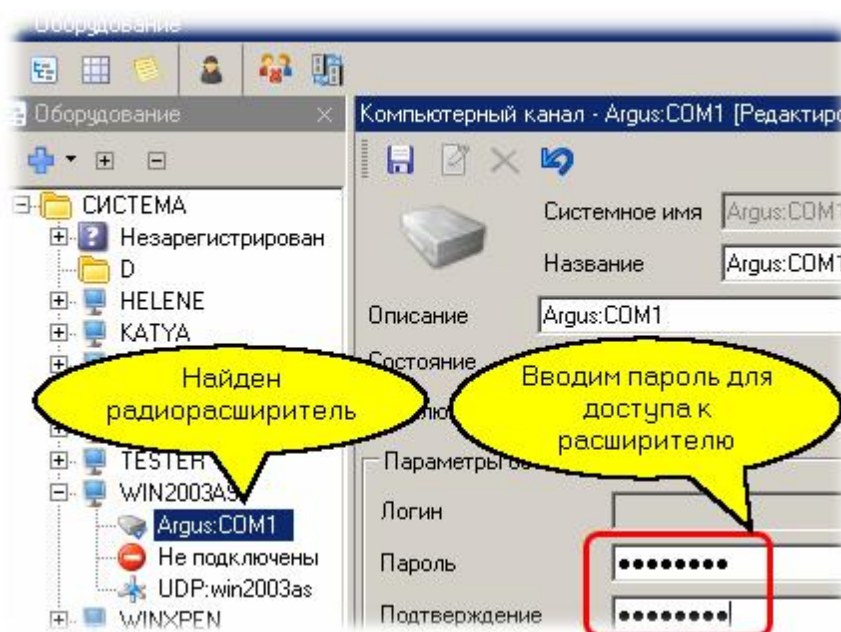 Оборудование
Оборудование
СИСТЕМА
Незарегистрирован
D
HELENE
KATYA
Найден
радиорасширитель
TESTER
WIN2003AS
Argus:COM1
Не подключены
UDP:win2003as
WINXPEN
Компьютерный канал - Argus:COM1 [Редактиро
Системное имя Argus:COM1
Название Argus:COM1
Описание Argus:COM1
Состояние
Вводим пароль для
доступа к
расширителю
Параметры
Логин
Пароль ●●●●●●●●
Подтверждение ●●●●●●●●